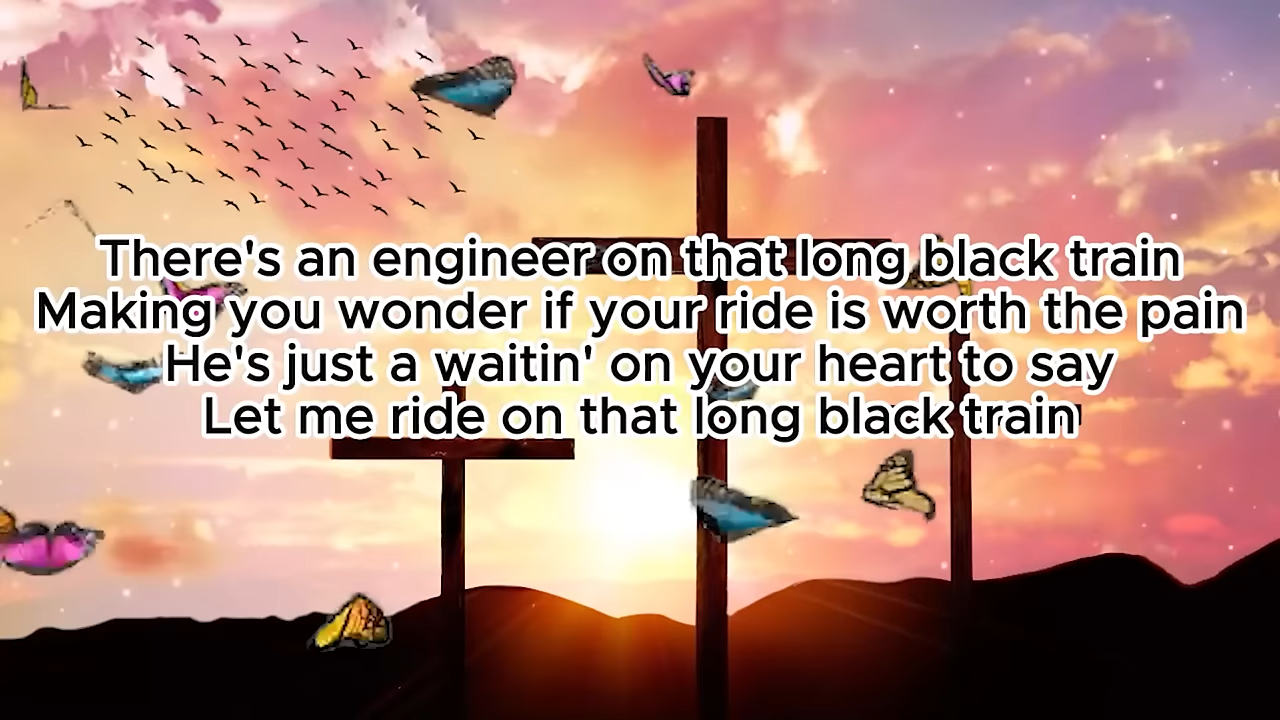 There's an engineer on that long black train
Making you wonder if your ride is worth the pain
He's just a waitin' on your heart to say
Let me ride on that long black train